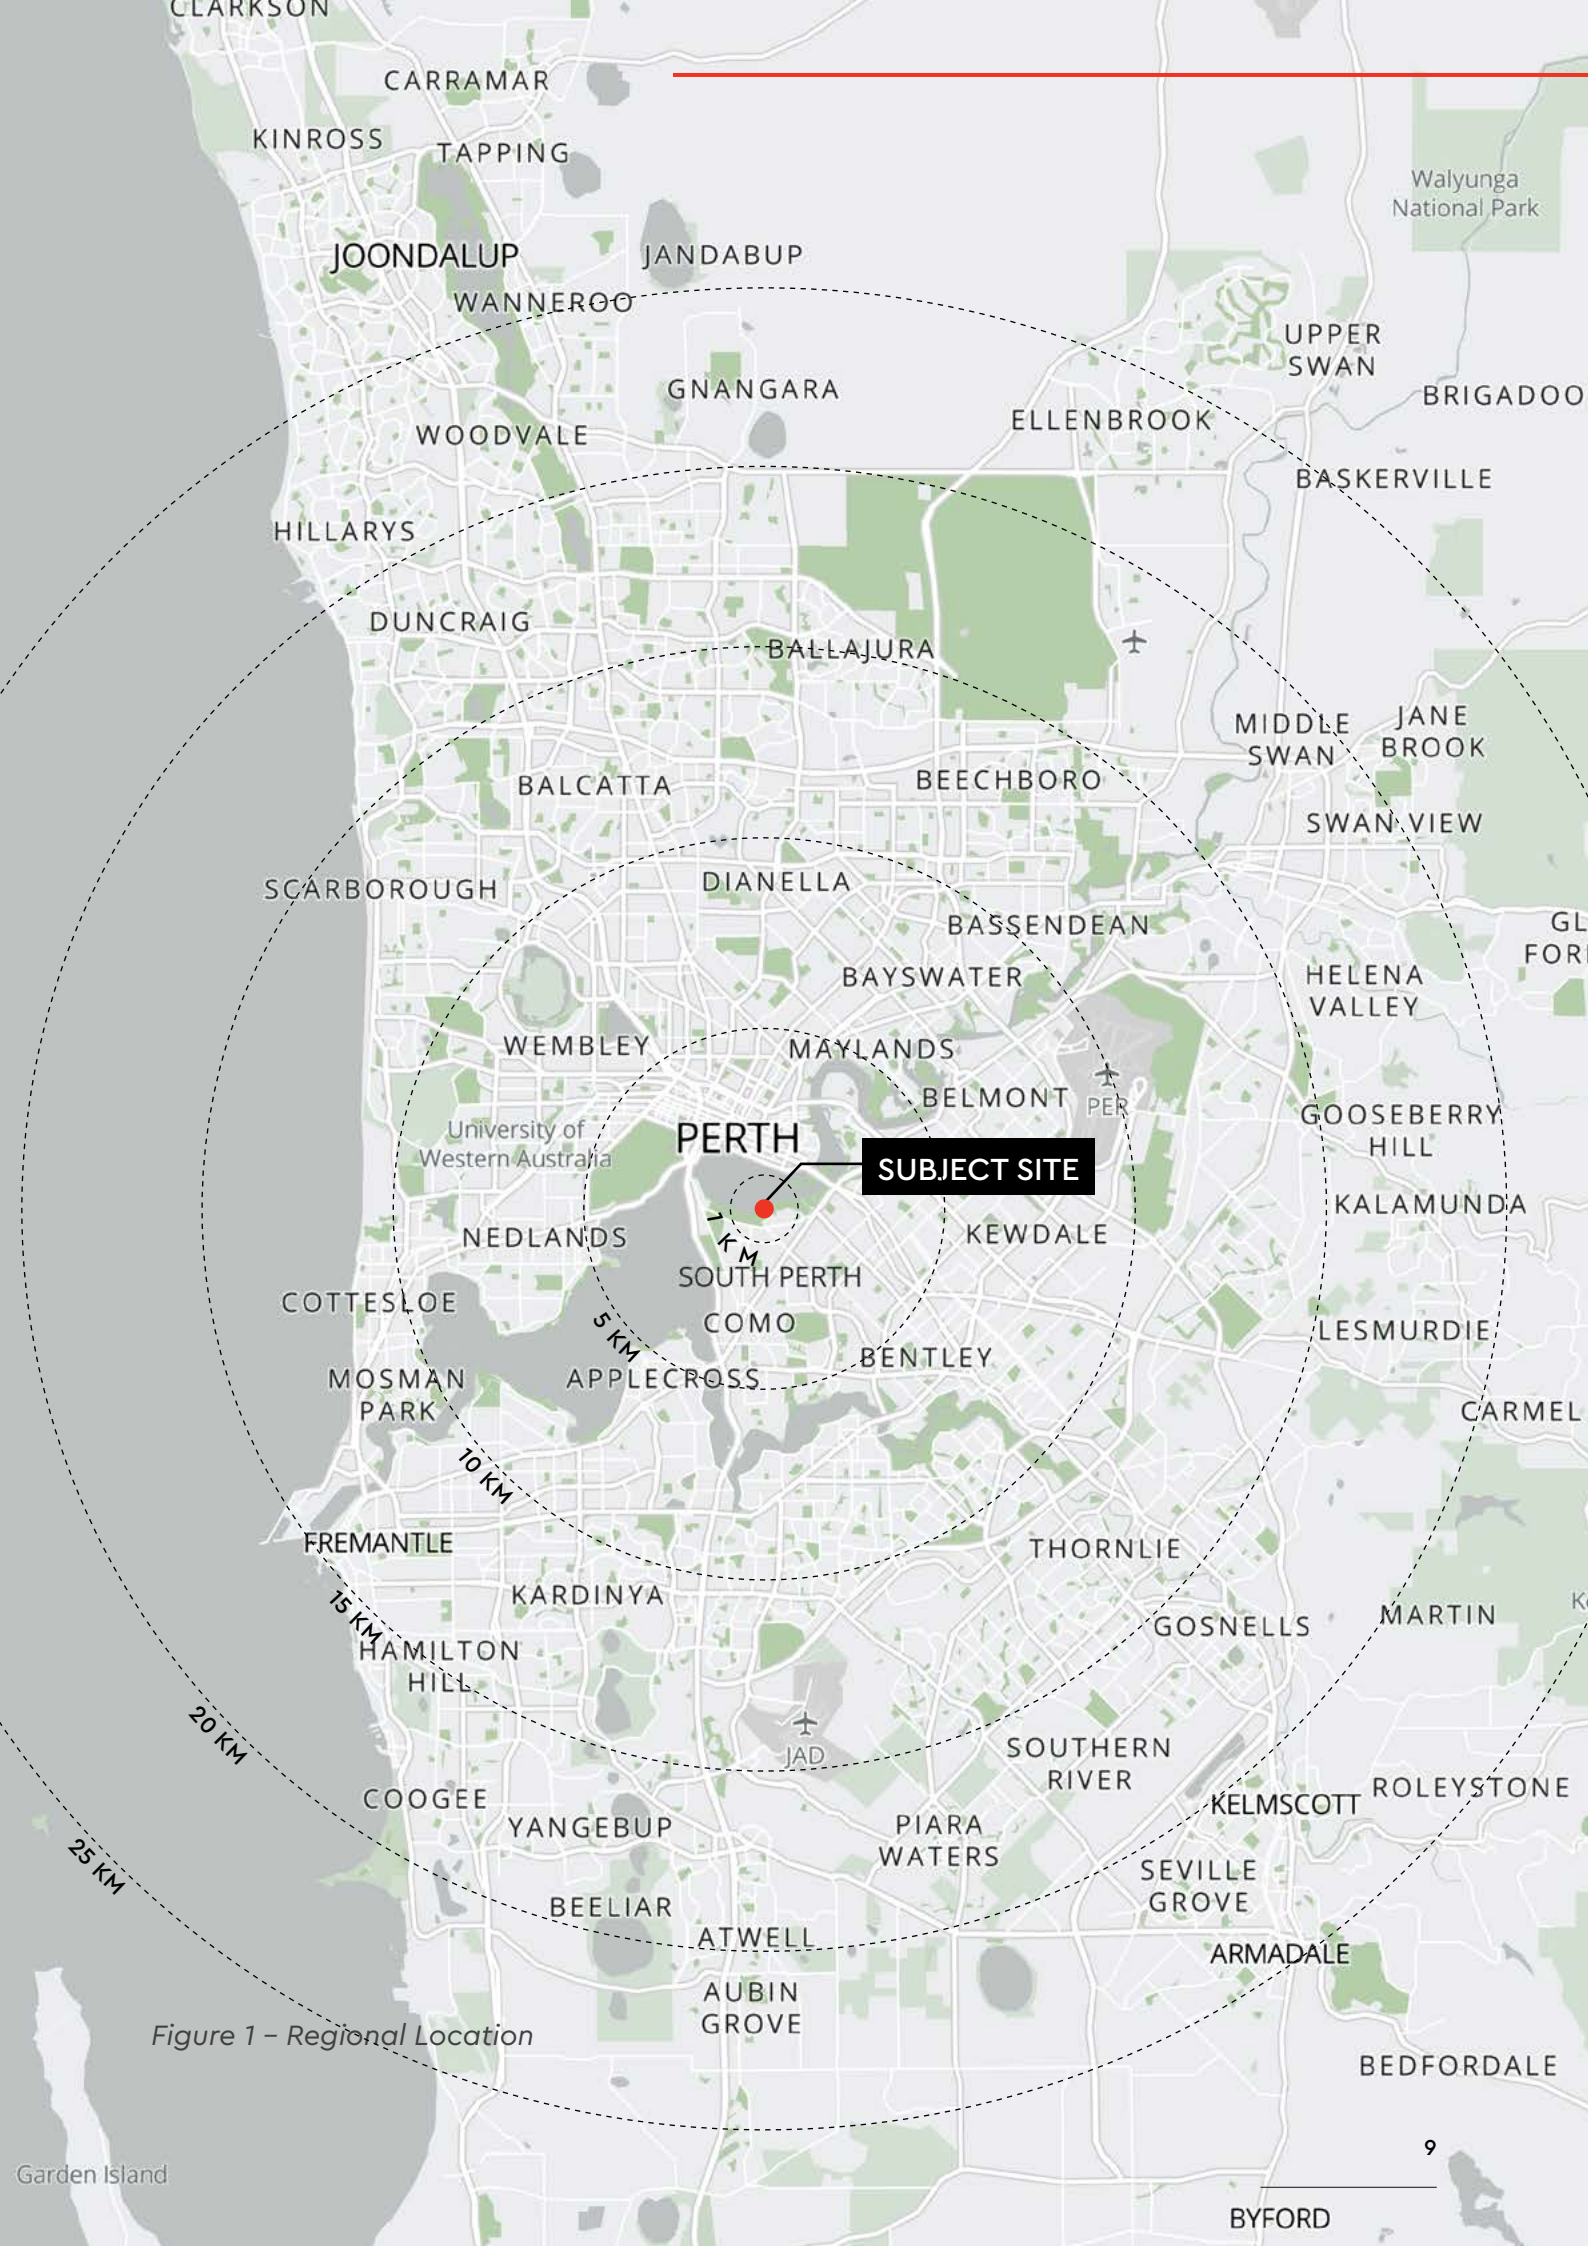 CLARKSON
CARRAMAR
KINROSS
TAPPING
Walyunga
National Park
JOONDALUP
JANDABUP
WANNEROO
UPPER
SWAN
GNANGARA
BRIGADOO
ELLENBROOK
WOODVALE
BASKERVILLE
HILLARYS
DUNCRAIG
BALLAJURA
MIDDLE
SWAN
JANE
BROOK
BALCATTA
BEECHBORO
SWAN VIEW
DIANELLA
SCARBOROUGH
BASSENDEAN
GL
FOR
BAYSWATER
HELENA
VALLEY
WEMBLEY
MAYLANDS
BELMONT
PER
GOOSEBERRY
HILL
University of
Western Australia
PERTH
SUBJECT SITE
KALAMUNDA
1 KM
NEDLANDS
KEWDALE
SOUTH PERTH
COTTESLOE
COMO
5 KM
LESMURDIE
BENTLEY
MOSMAN
PARK
APPLECROSS
CARMEL
10 KM
FREMANTLE
THORNLIE
KARDINYA
15 KM
MARTIN
GOSNELLS
HAMILTON
HILL
20 KM
JAD
SOUTHERN
RIVER
COOGEE
KELMSCOTT
ROLEYSTONE
YANGEBUP
PIARA
WATERS
25 KM
SEVILLE
GROVE
BEELIAR
ATWELL
ARMADALE
AUBIN
GROVE
Figure 1 – Regional Location
BEDFORDALE
9
Garden Island
BYFORD